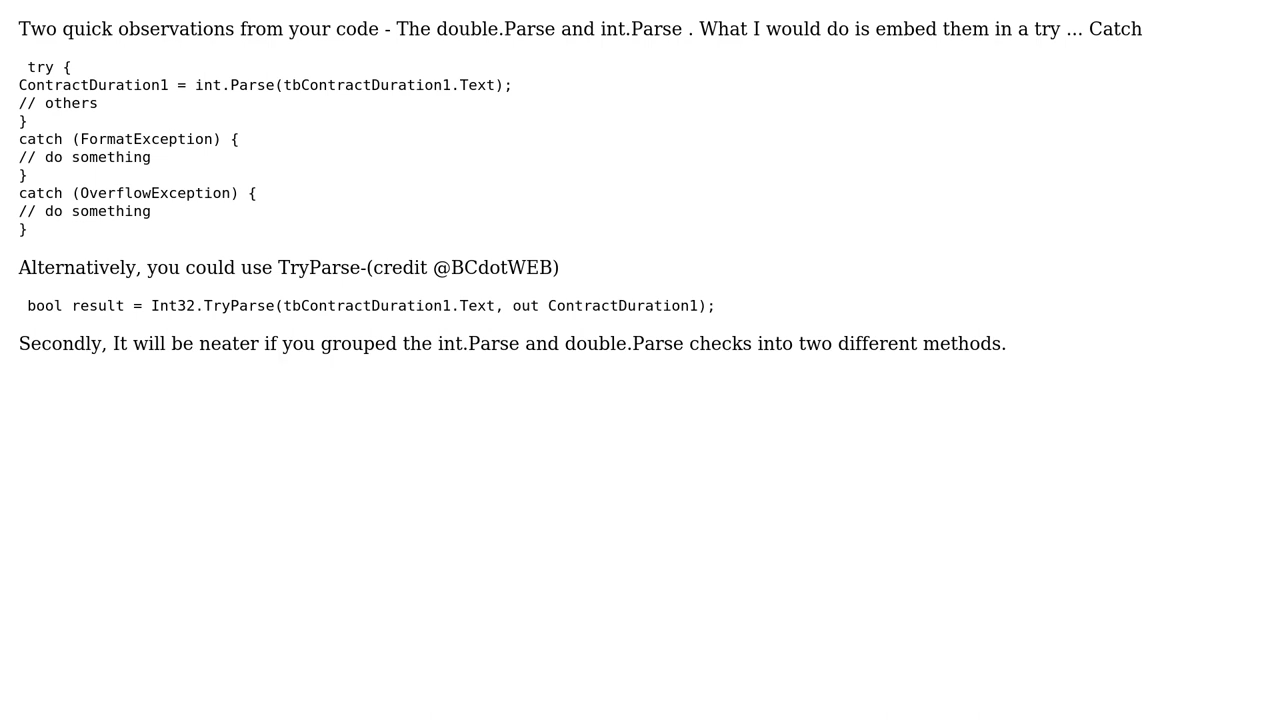 Two quick observations from your code - The double.Parse and int.Parse . What I would do is embed them in a try ... Catch
try {
ContractDuration1 = int.Parse(tbContractDuration1.Text);
// others
}
catch (FormatException) {
// do something
}
catch (OverflowException) {
// do something
}
Alternatively, you could use TryParse-(credit @BCdotWEB)
bool result = Int32.TryParse(tbContractDuration1.Text, out ContractDuration1);
Secondly, It will be neater if you grouped the int.Parse and double.Parse checks into two different methods.